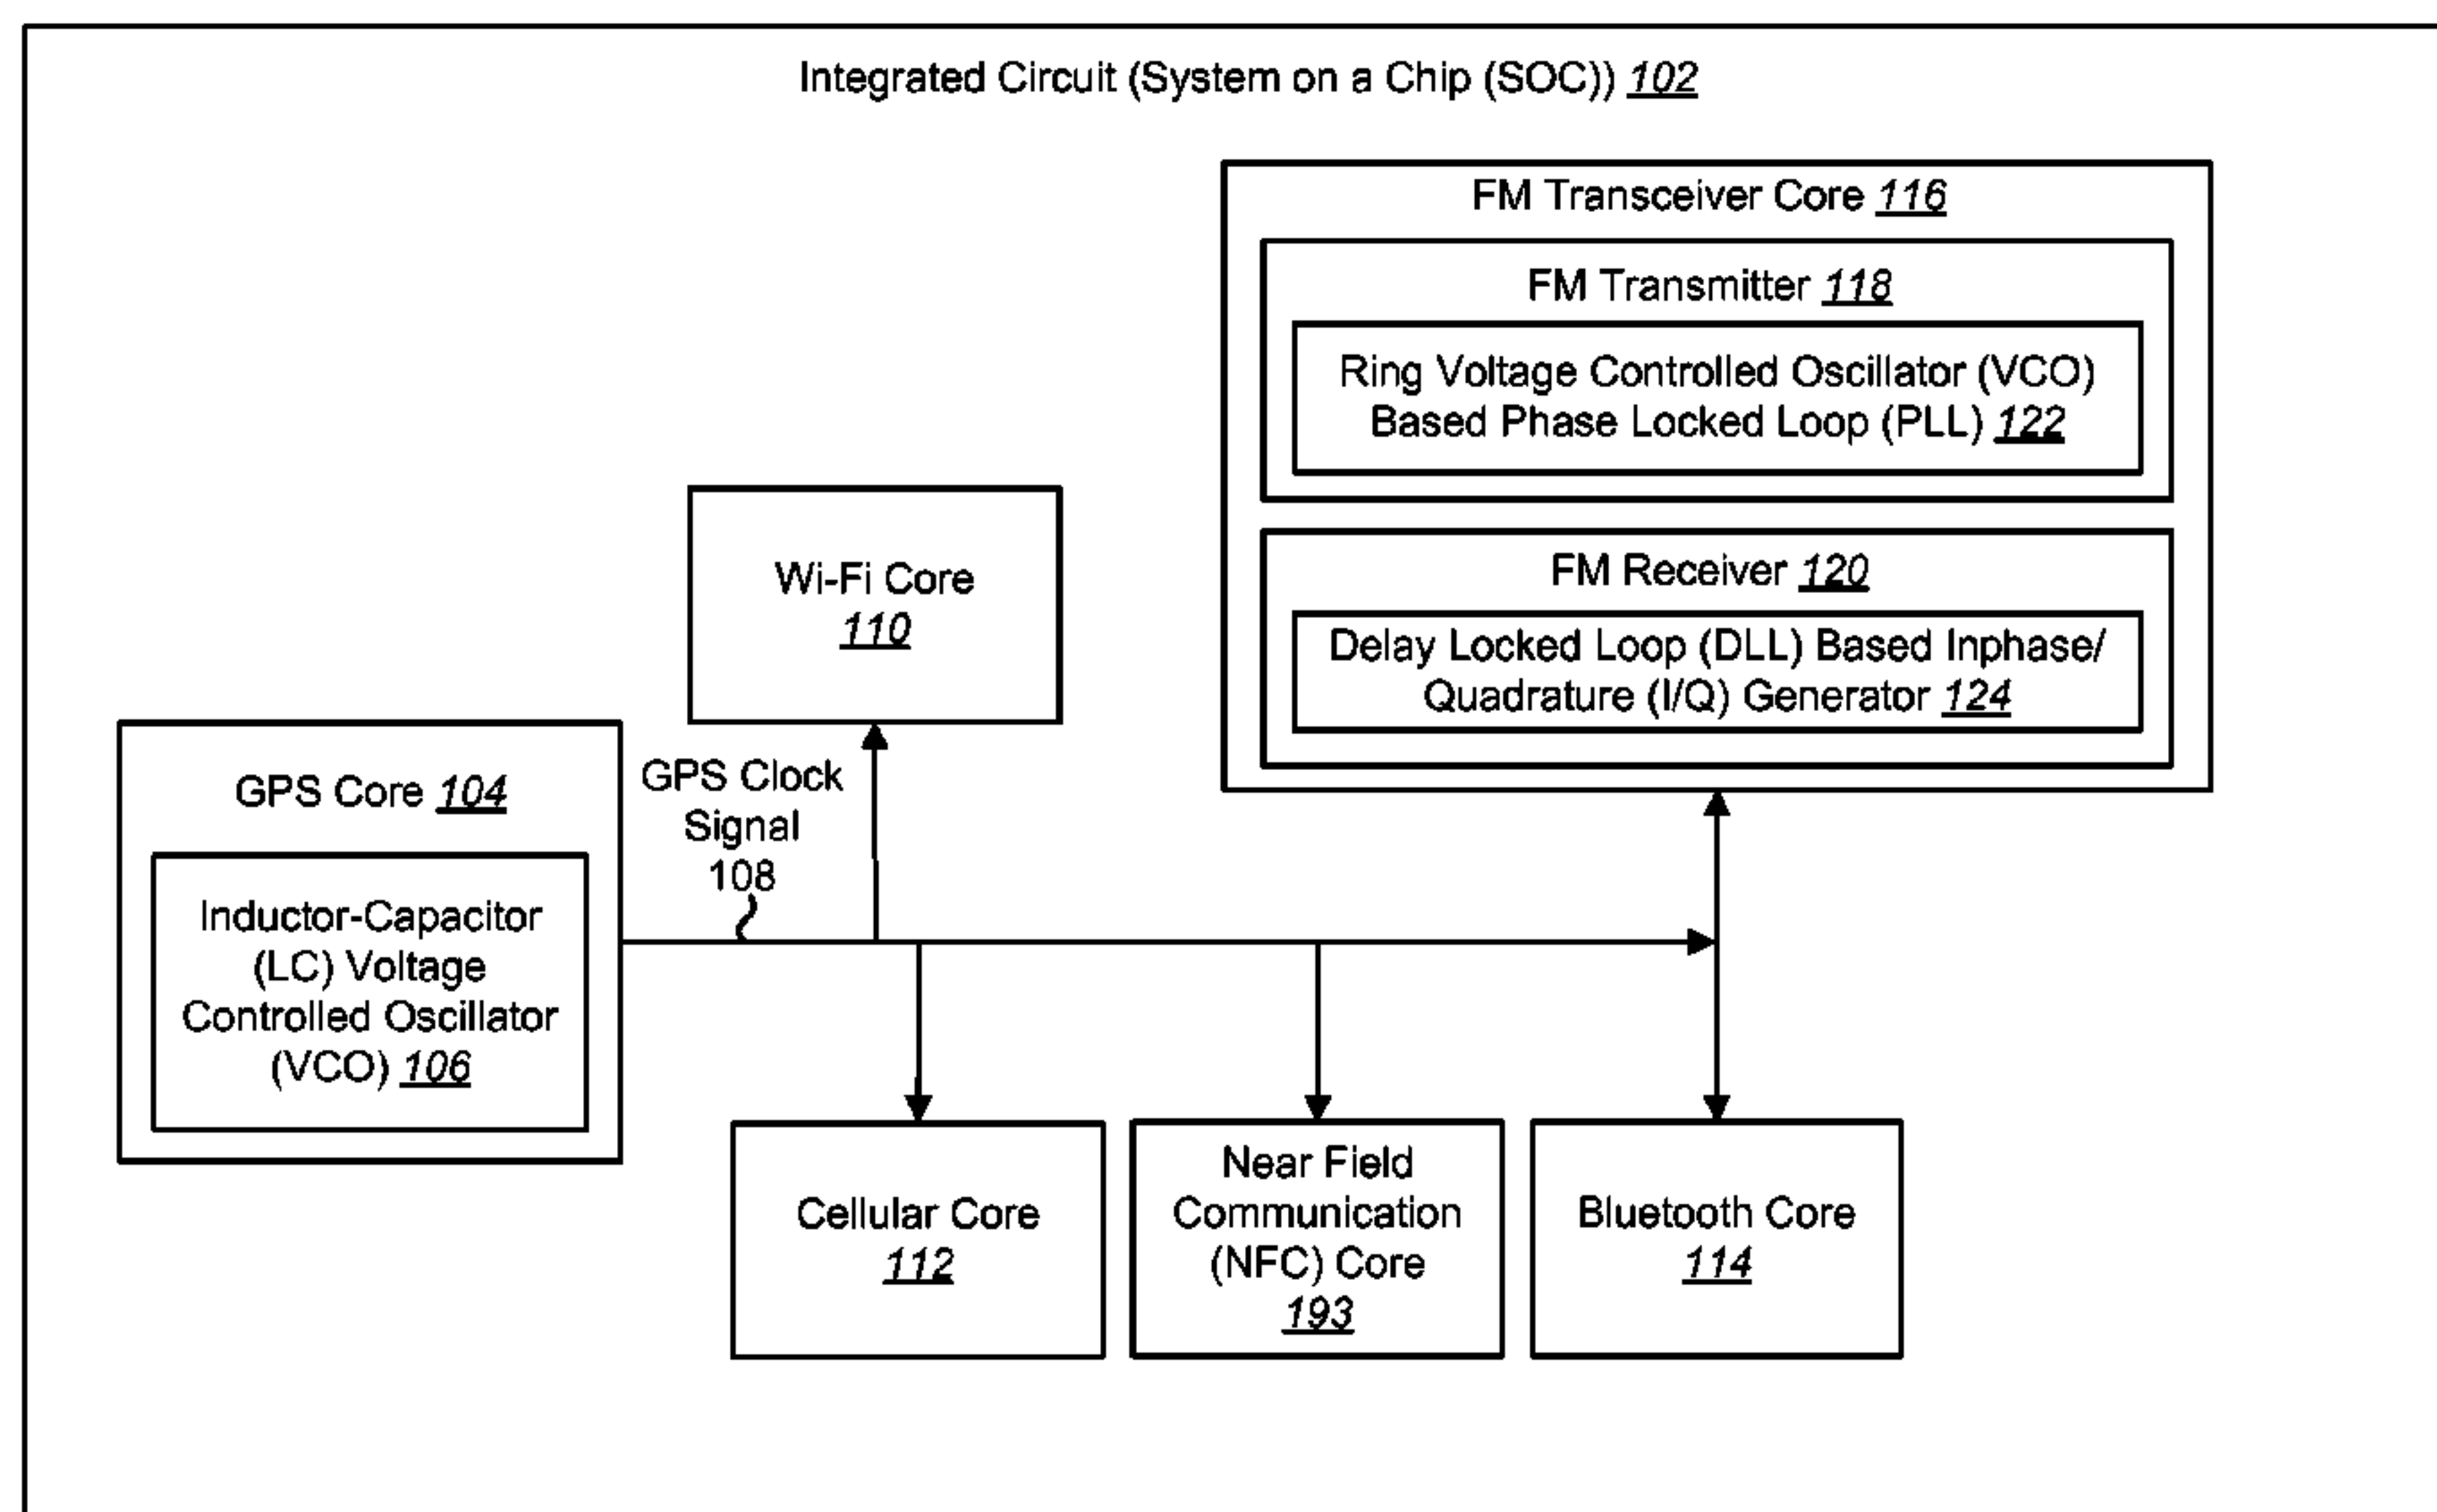 Integrated Circuit (System on a Chip (SOC)) 102
FM Transceiver Core 116
FM Transmitter 118
Ring Voltage Controlled Oscillator (VCO)
Based Phase Locked Loop (PLL) 122
FM Receiver 120
Delay Locked Loop (DLL) Based Inphase/
Quadrature (I/Q) Generator 124
Wi-Fi Core
110
GPS Core 104
Inductor-Capacitor
(LC) Voltage
Controlled Oscillator
(VCO) 106
GPS Clock
Signal
108
Cellular Core
112
Near Field
Communication
(NFC) Core
193
Bluetooth Core
114